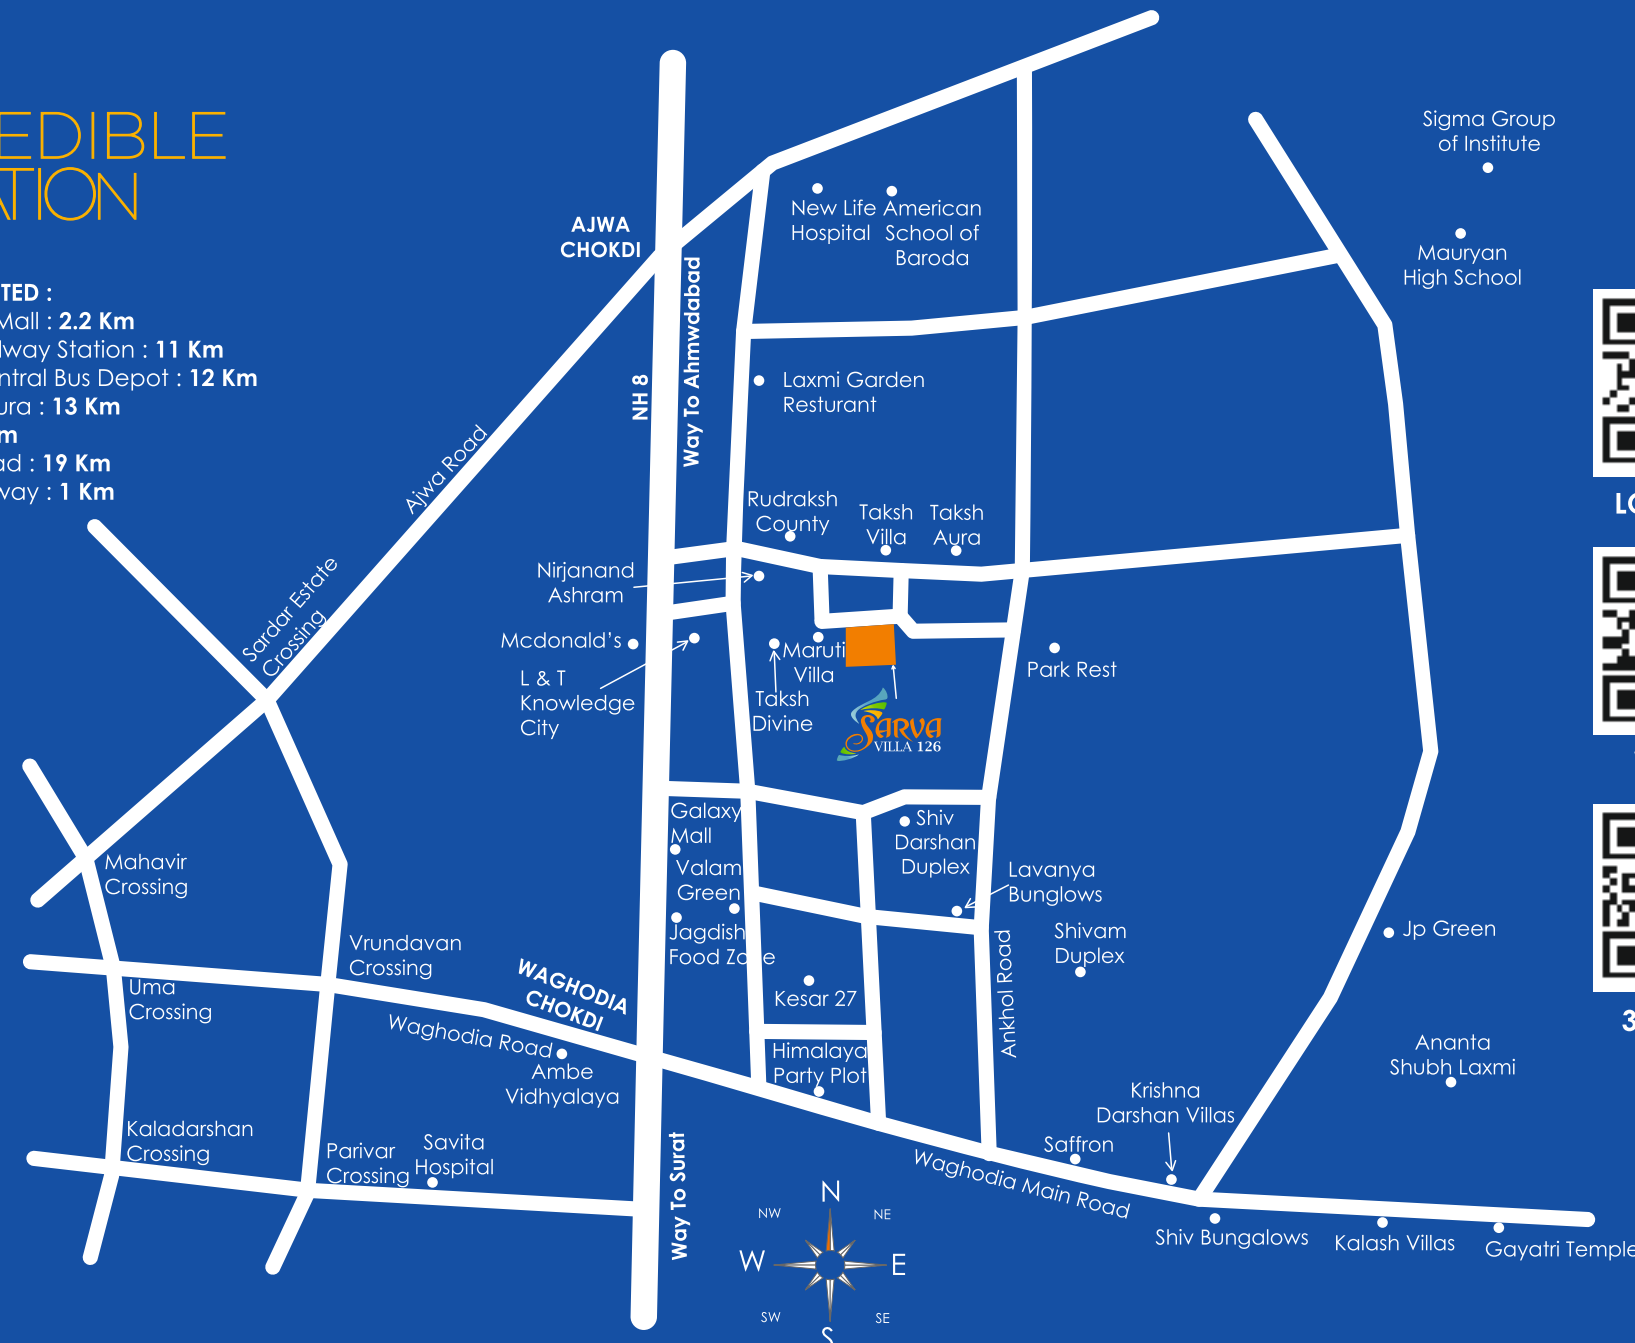 EDIBLE
ATION
TED :
Mall : 2.2 Km
lway Station : 11 Km
ntral Bus Depot : 12 Km
ura : 13 Km
m
ad : 19 Km
way : 1 Km
AJWA
CHOKDI
NH 8
Way To Ahmwdabad
New Life
Hospital
American
School of
Baroda
Sigma Group
of Institute
Mauryan
High School
Laxmi Garden
Resturant
Ajwa Road
Rudraksh
County
Taksh
Villa
Taksh
Aura
Nirjanand
Ashram
Sardar Estate
Crossing
Mcdonald's
L & T
Knowledge
City
Maruti
Villa
Taksh
Divine
SARVA
VILLA 126
Park Rest
Galaxy
Mall
Valam
Green
Jagdish
Food Zone
Shiv
Darshan
Duplex
Lavanya
Bunglows
Shivam
Duplex
Jp Green
Mahavir
Crossing
Vrundavan
Crossing
Uma
Crossing
WAGHODIA
CHOKDI
Waghodia Road
Ambe
Vidhyalaya
Kesar 27
Himalaya
Party Plot
Ankhol Road
Ananta
Shubh Laxmi
Krishna
Darshan Villas
Kaladarshan
Crossing
Parivar
Crossing
Savita
Hospital
Way To Surat
Saffron
Waghodia Main Road
Shiv Bungalows
Kalash Villas
Gayatri Temple
N
NW
NE
W
E
SW
SE
S
LO
3